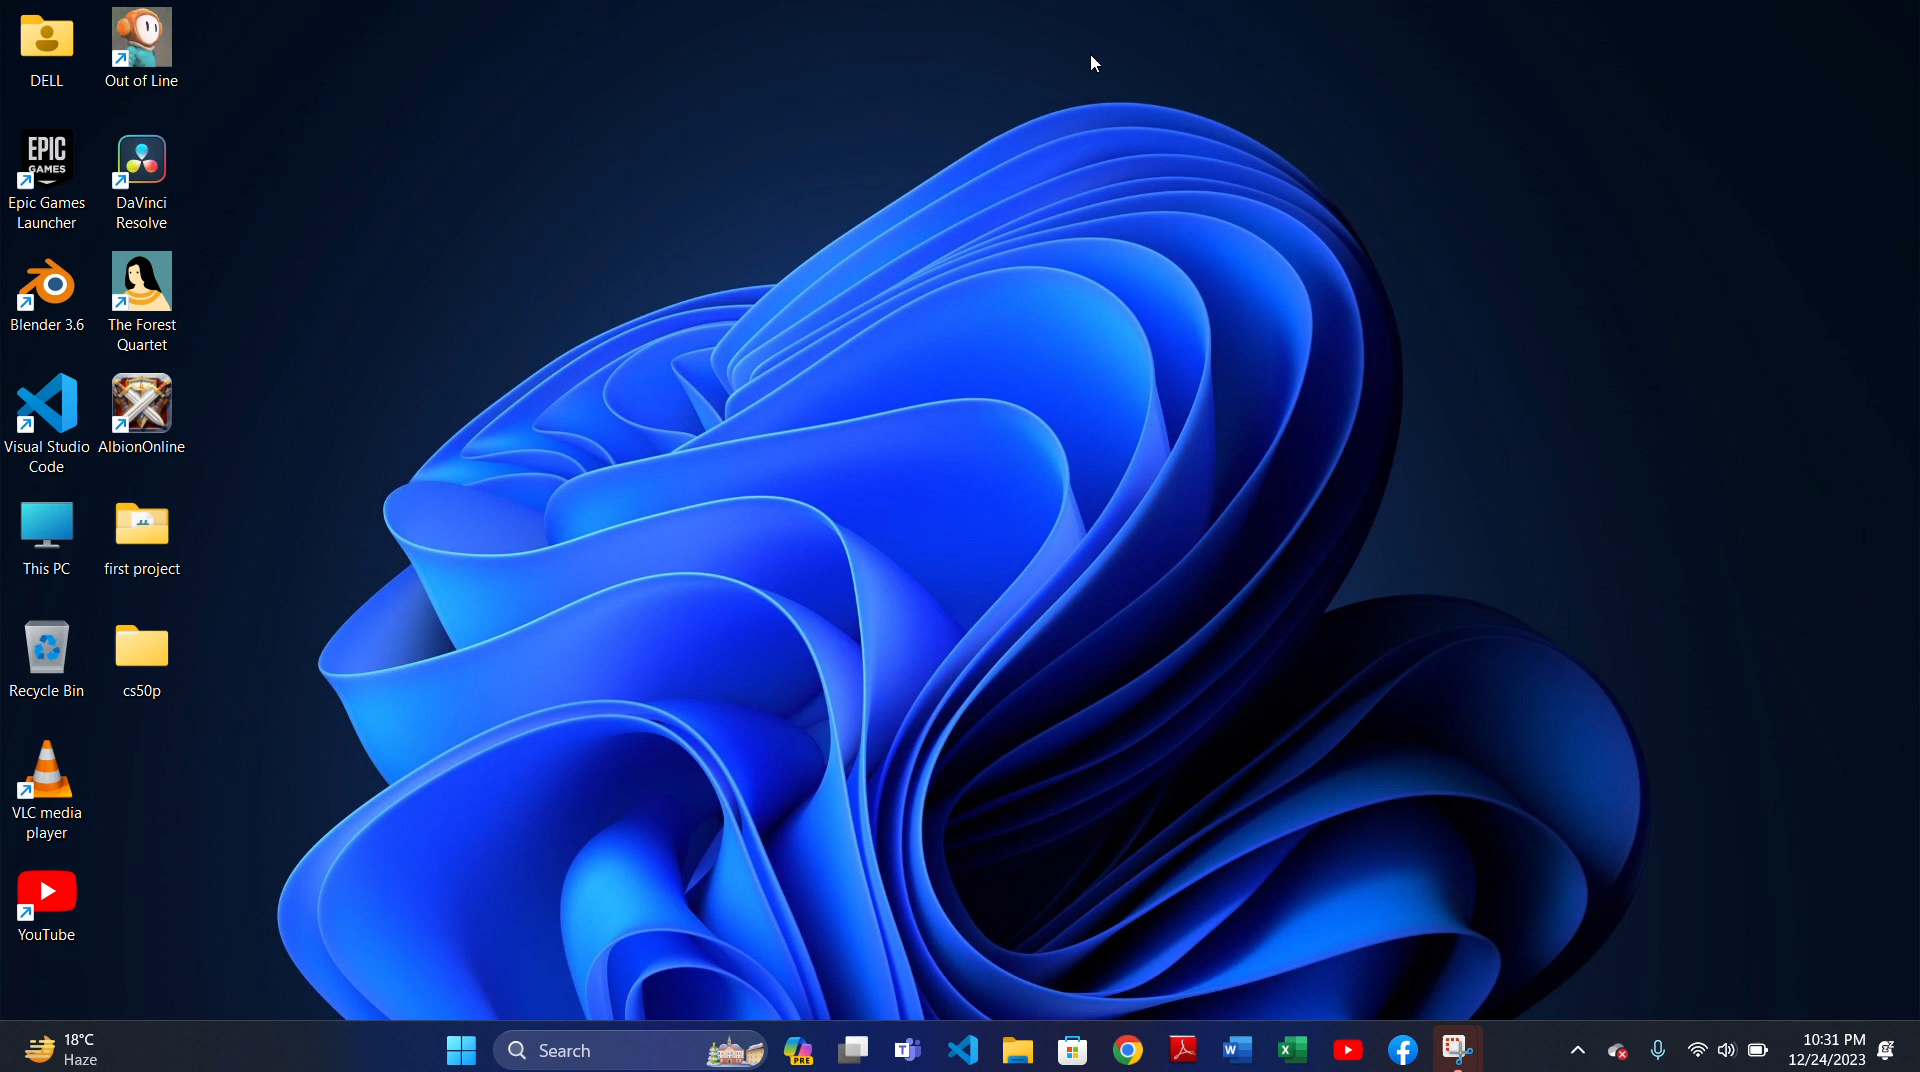 DELL
Out of Line
EPIC
GAMES
Epic Games
Launcher
DaVinci
Resolve
Blender 3.6
The Forest
Quartet
Visual Studio
Code
AlbionOnline
This PC
#
first project
Recycle Bin
cs50p
VLC media
player
YouTube
18°C
Haze
Search
PRE
T
W
X
10:31 PM
12/24/2023